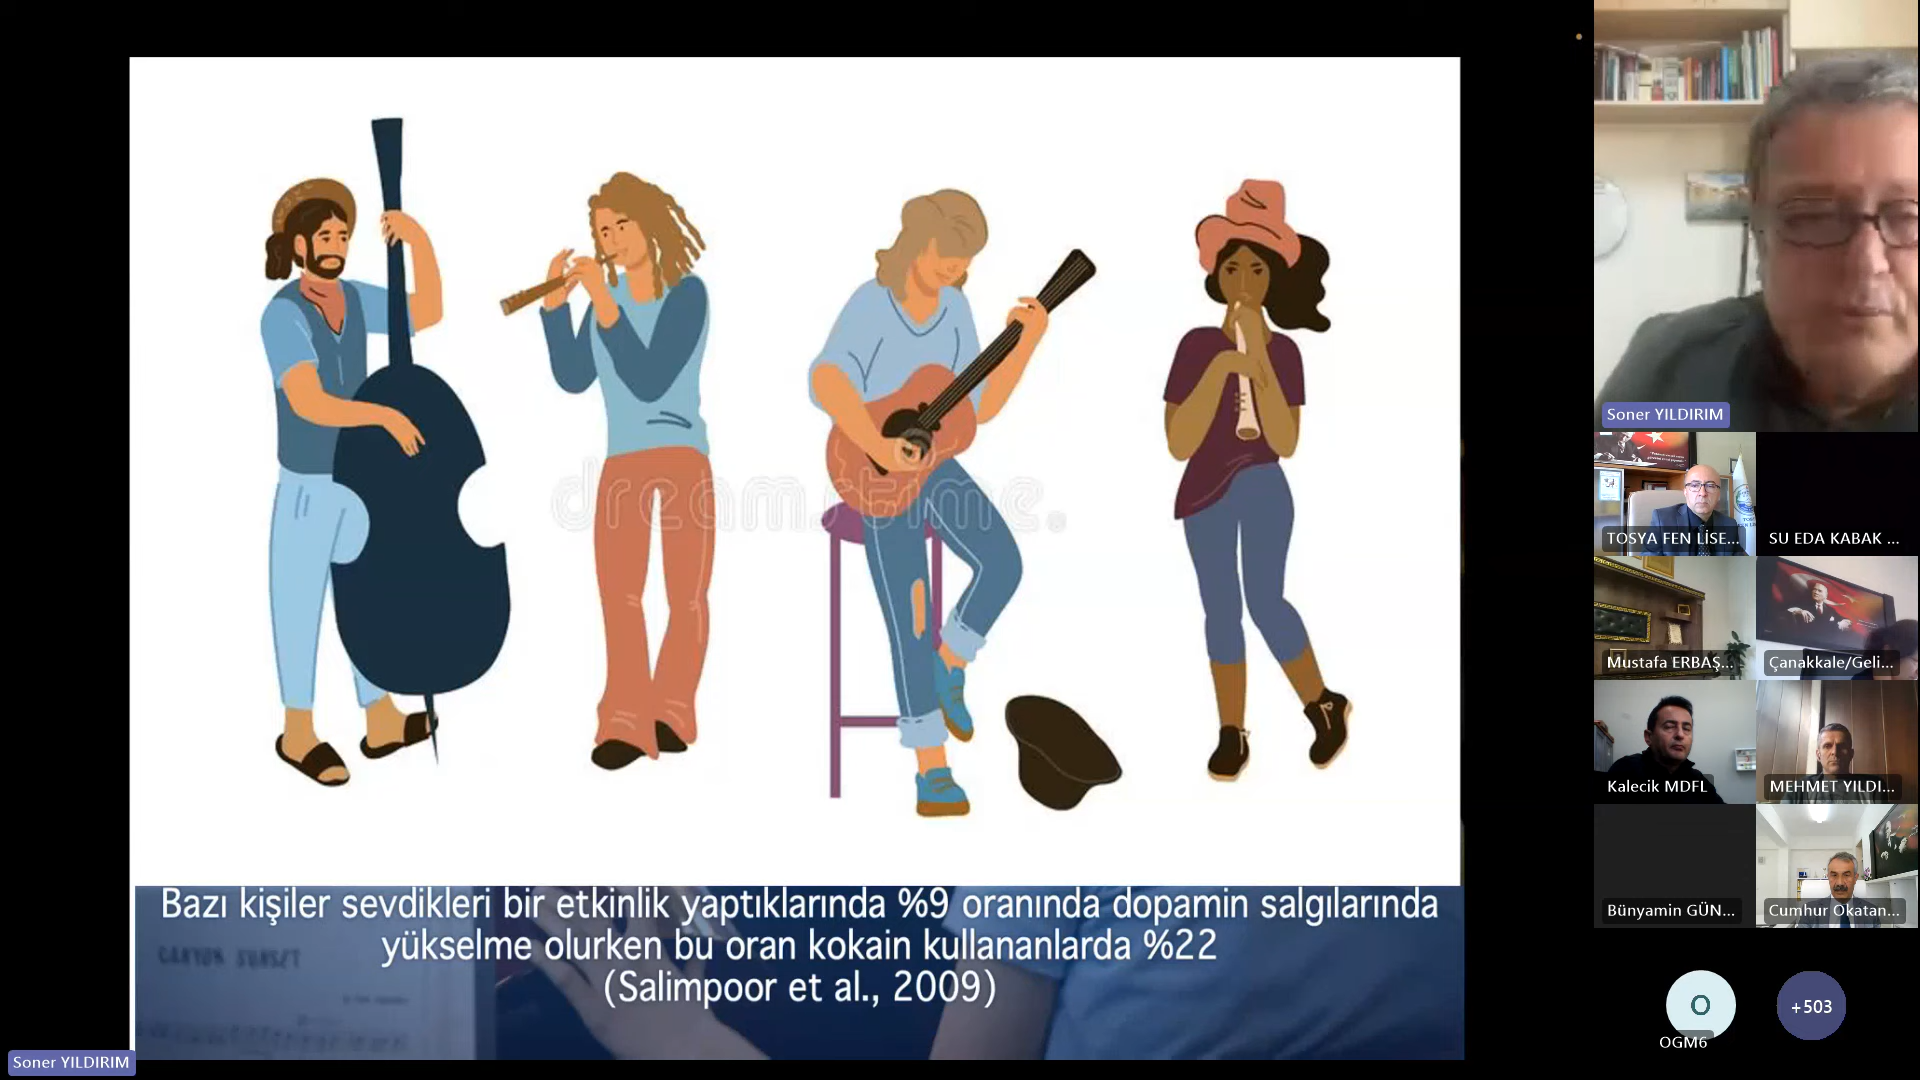 dreamstime.
CANYON SUNSET
Bazı kişiler sevdikleri bir etkinlik yaptıklarında %9 oranında dopamin salgılarında
yükselme olurken bu oran kokain kullananlarda %22
(Salimpoor et al., 2009)
Soner YILDIRIM
Soner YILDIRIM
TOSYA FEN LİSE...
SU EDA KABAK ...
Mustafa ERBAŞ...
Çanakkale/Geli...
Kalecik MDFL
MEHMET YILDI...
Bünyamin GÜN...
Cumhur Okatan...
O
OGM6
+503